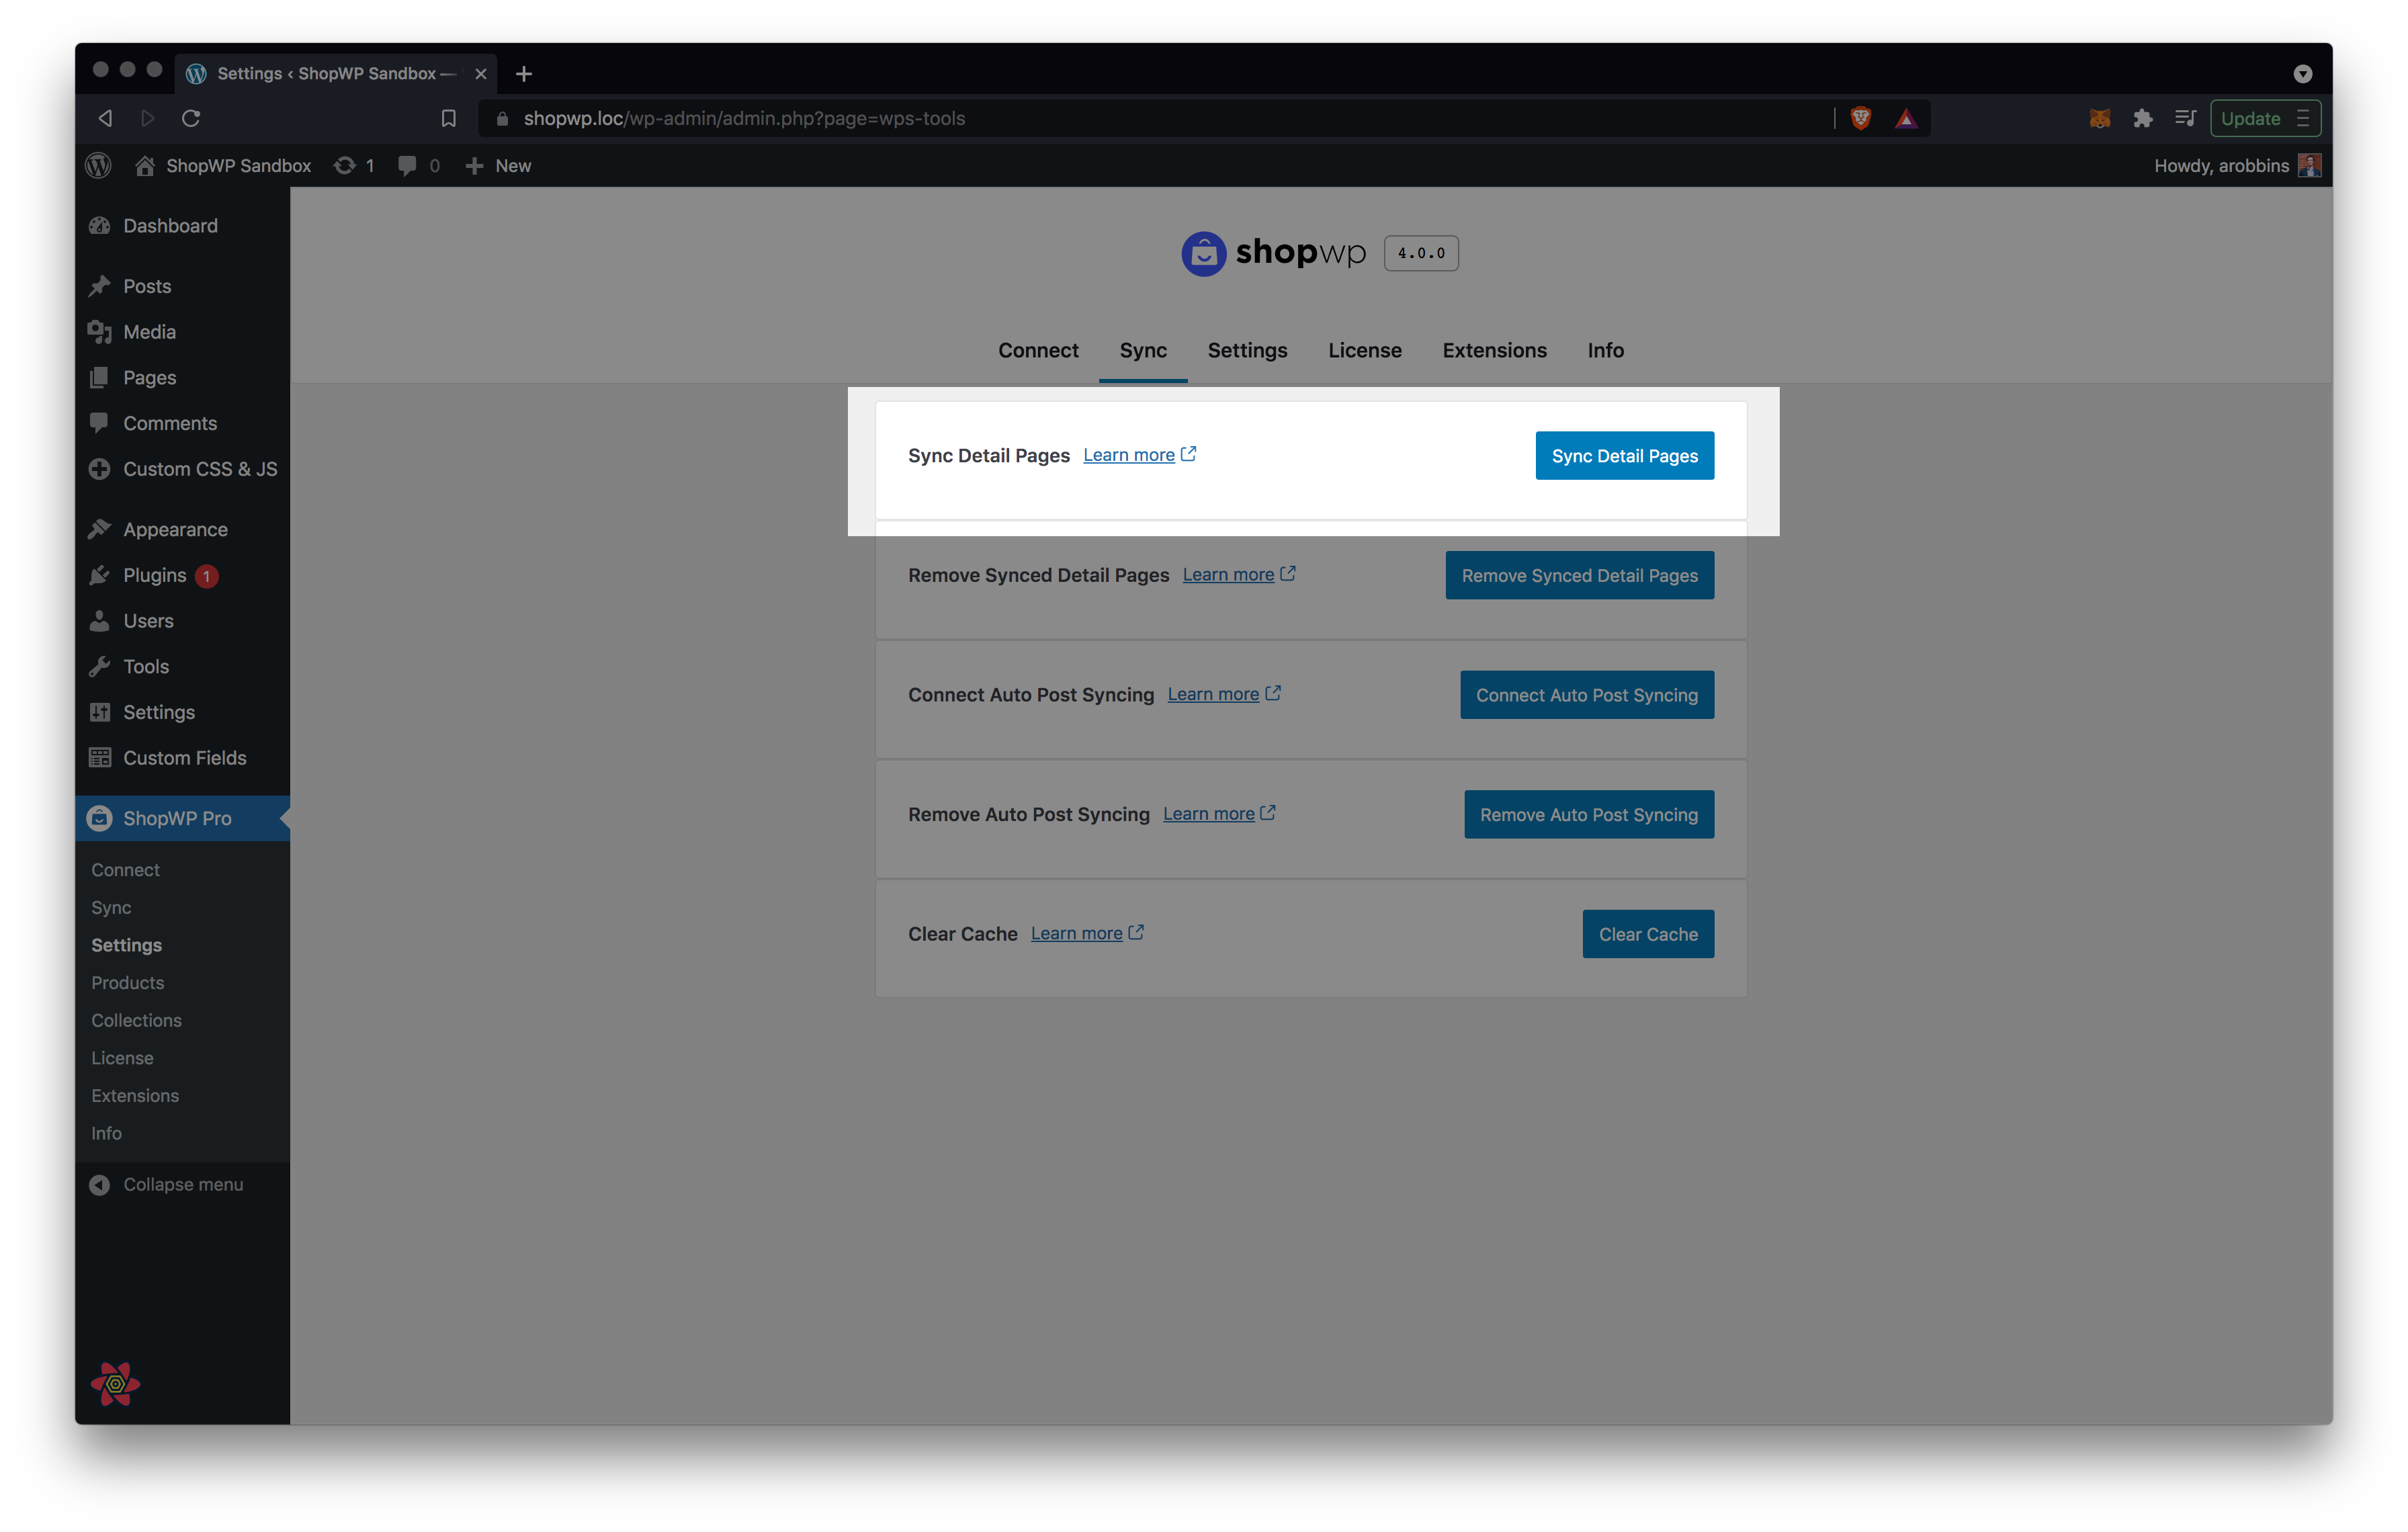 Settings ‹ ShopWP Sandbox —
shopwp.loc/wp-admin/admin.php?page=wps-tools
Update
ShopWP Sandbox 1 0 New
Howdy, arobbins
Dashboard
Posts
Media
Pages
Comments
Custom CSS & JS
Appearance
Plugins 1
Users
Tools
Settings
Custom Fields
ShopWP Pro
Connect
Sync
Settings
Products
Collections
License
Extensions
Info
Collapse menu
shopwp 4.0.0
Connect Sync Settings License Extensions Info
Sync Detail Pages Learn more Sync Detail Pages
Remove Synced Detail Pages Learn more Remove Synced Detail Pages
Connect Auto Post Syncing Learn more Connect Auto Post Syncing
Remove Auto Post Syncing Learn more Remove Auto Post Syncing
Clear Cache Learn more Clear Cache